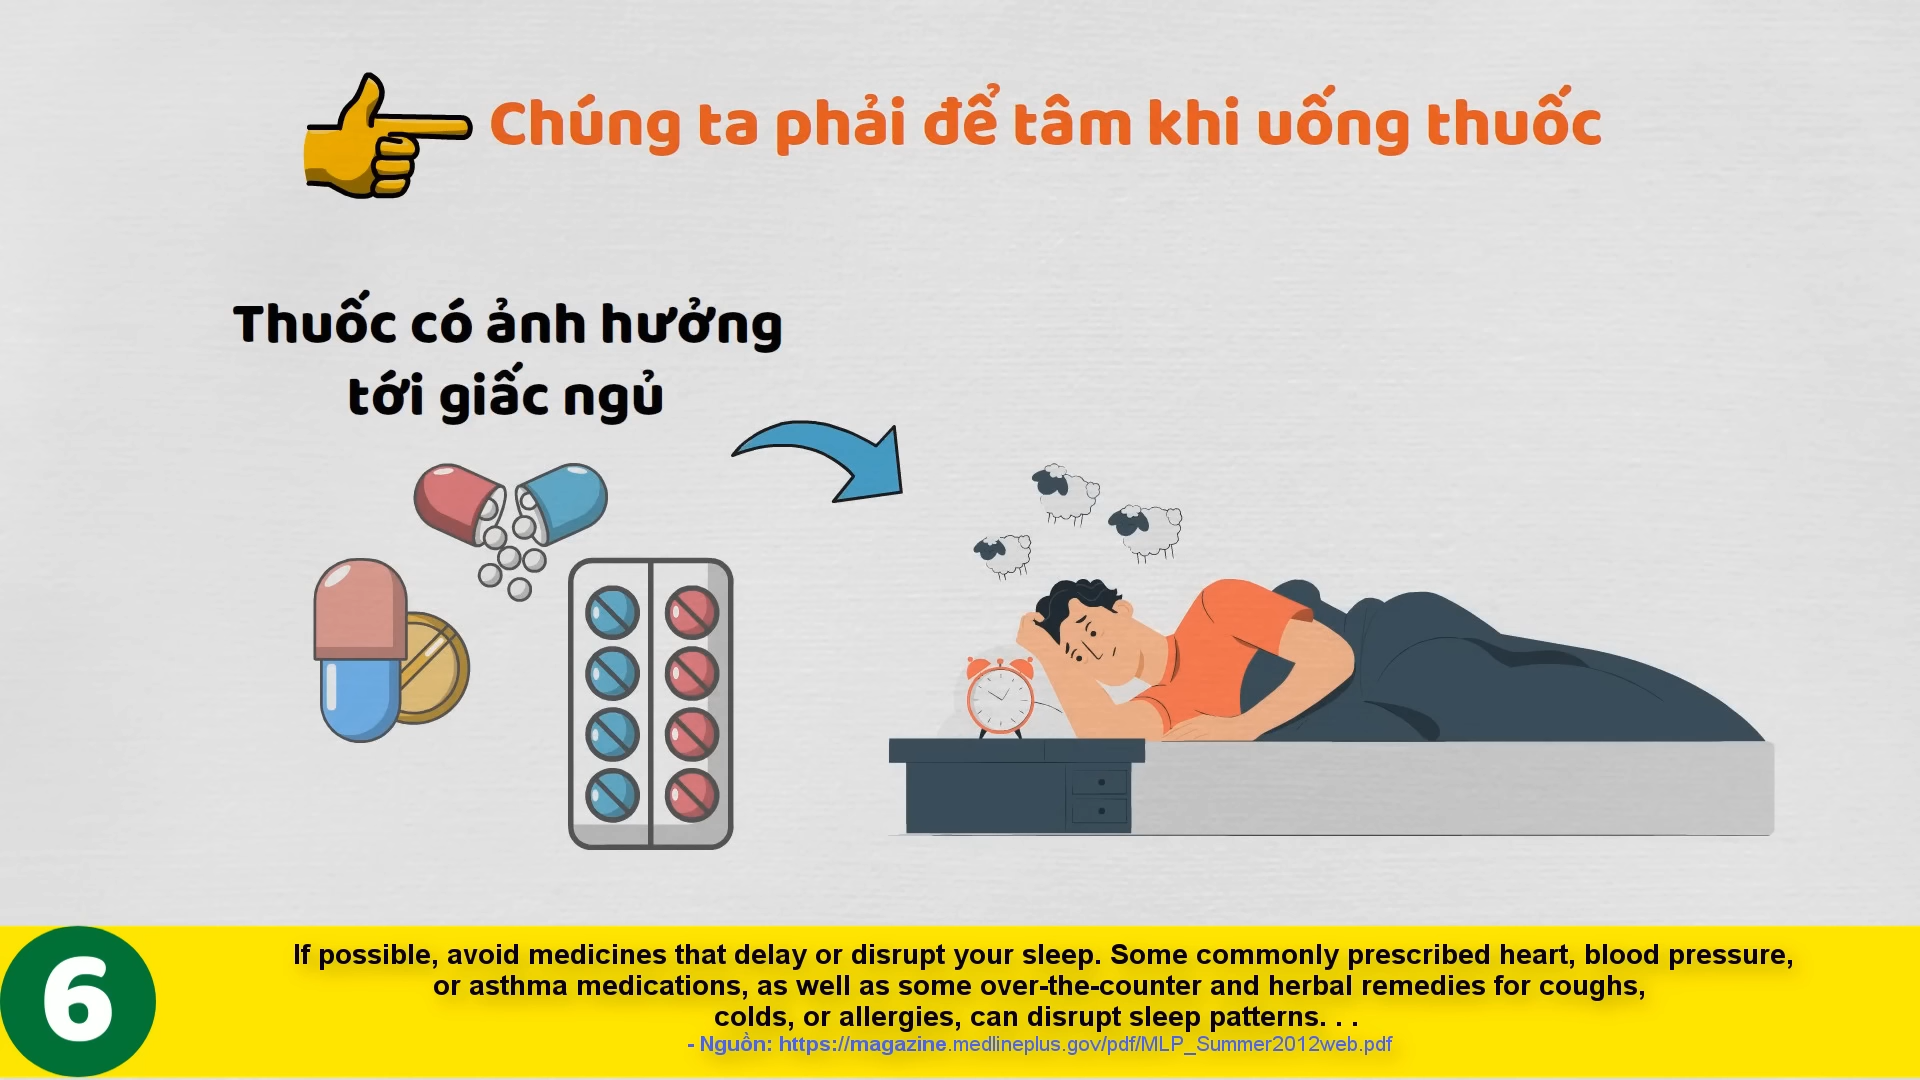 Chúng ta phải để tâm khi uống thuốc
Thuốc có ảnh hưởng
tới giấc ngủ
6
If possible, avoid medicines that delay or disrupt your sleep. Some commonly prescribed heart, blood pressure,
or asthma medications, as well as some over-the-counter and herbal remedies for coughs,
colds, or allergies, can disrupt sleep patterns. . .
- Nguồn: https://magazine.medlineplus.gov/pdf/MLP_Summer2012web.pdf